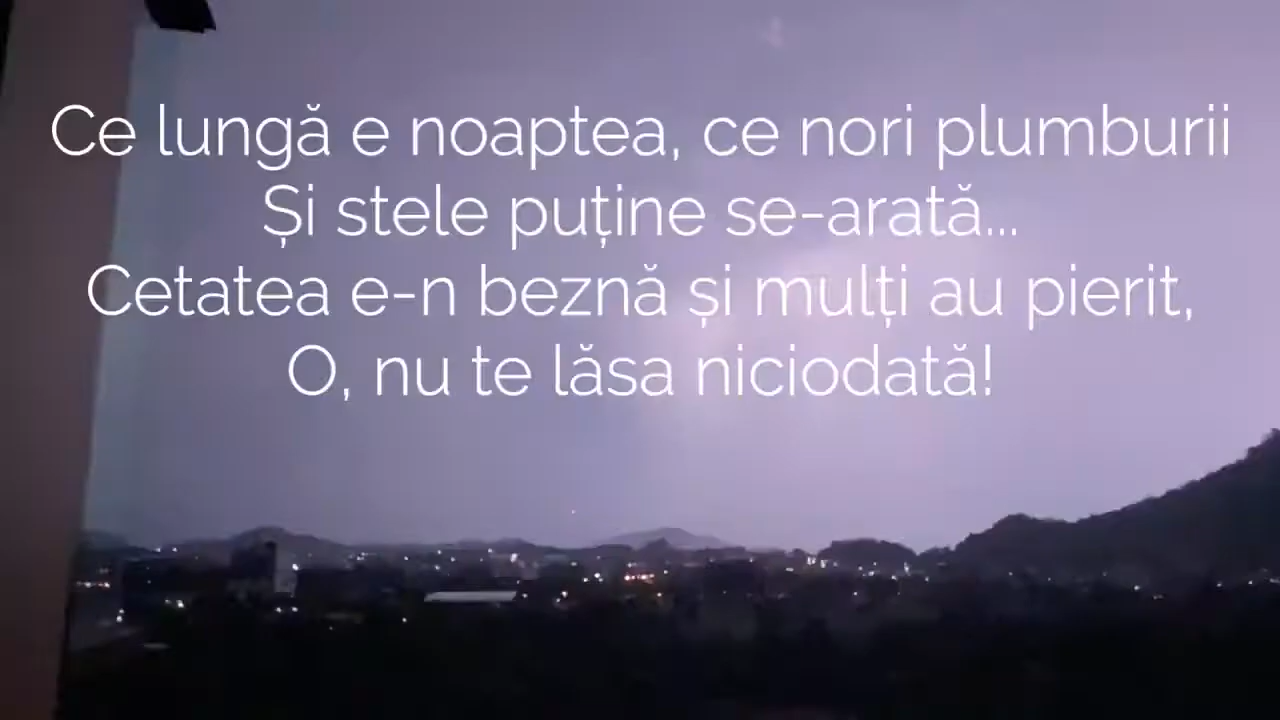 Ce lungă e noaptea, ce nori plumburii
Și stele puține se-arată...
Cetatea e-n beznă și mulți au pierit,
O, nu te lăsa niciodată!